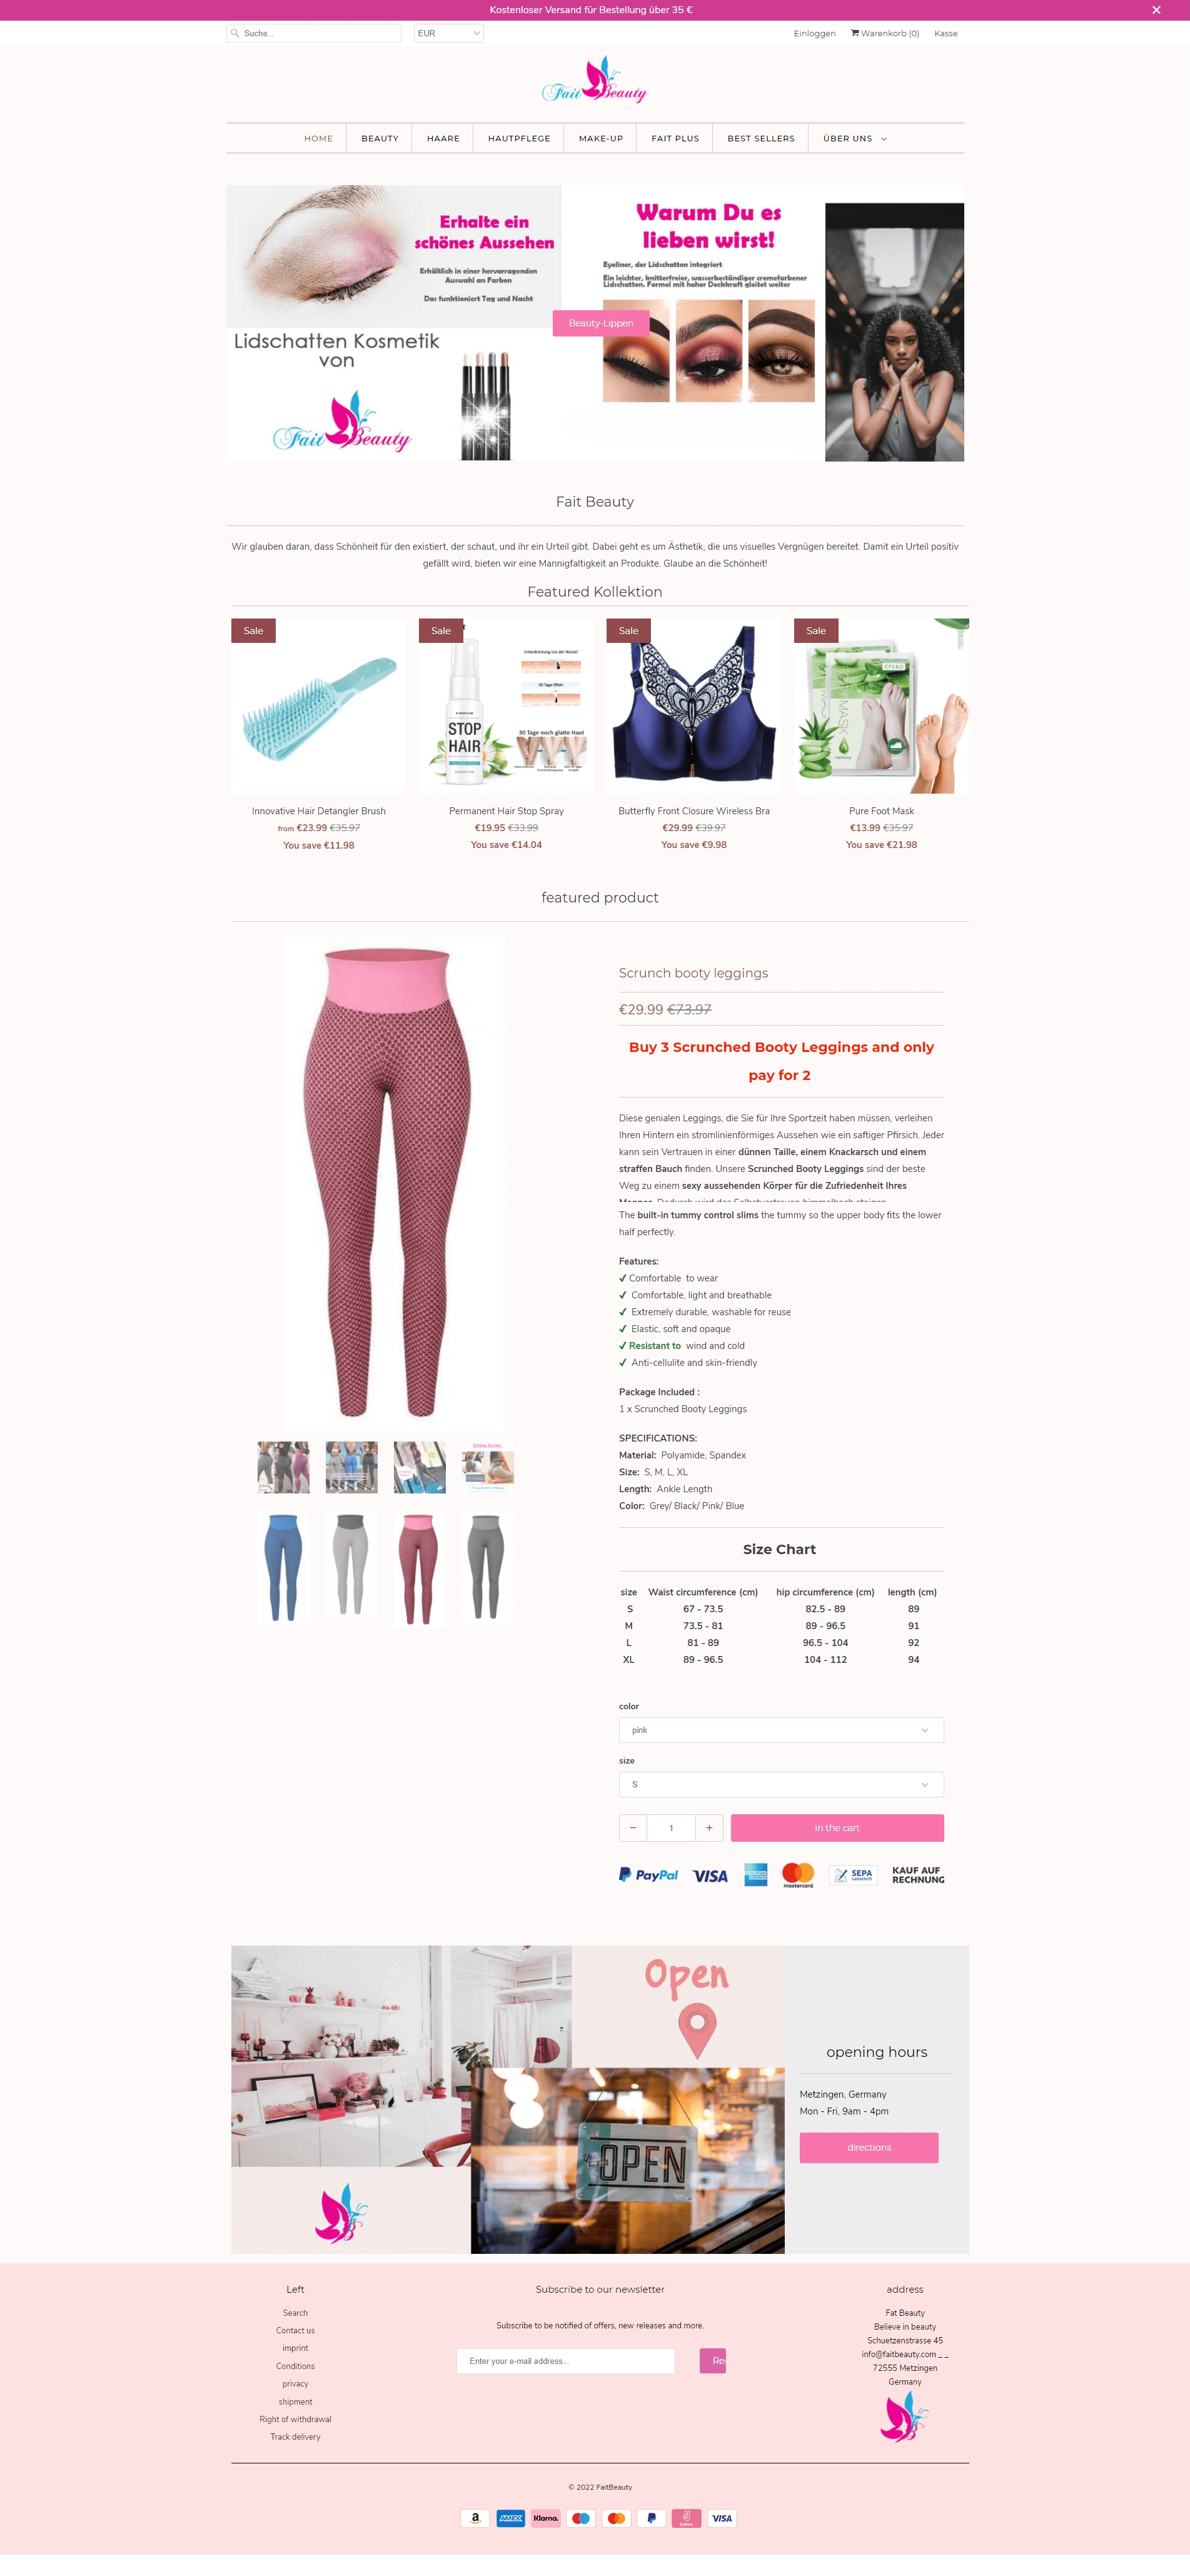 Kostenloser Versand für Bestellung über 35 €
Suche...
EUR
Einloggen
Warenkorb (0)
Kasse
Fait Beauty
HOME
BEAUTY
HAARE
HAUTPFLEGE
MAKE-UP
FAIT PLUS
BEST SELLERS
ÜBER UNS
Erhalte ein
schönes Aussehen
Erhältlich in einer hervorragenden
Auswahl an Farben
Das funktioniert Tag und Nacht
Lidschatten Kosmetik
von
Fait Beauty
Warum Du es
lieben wirst!
Eyeliner, der Lidschatten integriert
Ein leichter, knitterfreier, wasserbeständiger cremefarbener
Lidschatten. Formel mit hoher Deckkraft gleitet weiter
Beauty-Lippen
Fait Beauty
Wir glauben daran, dass Schönheit für den existiert, der schaut, und ihr ein Urteil gibt. Dabei geht es um Ästhetik, die uns visuelles Vergnügen bereitet. Damit ein Urteil positiv
gefällt wird, bieten wir eine Mannigfaltigkeit an Produkte. Glaube an die Schönheit!
Featured Kollektion
Sale
Sale
STOP
HAIR
30 Tage noch glatte Haut
Sale
Sale
EFERO
MASK
Innovative Hair Detangler Brush
from €23.99 €35.97
You save €11.98
Permanent Hair Stop Spray
€19.95 €33.99
You save €14.04
Butterfly Front Closure Wireless Bra
€29.99 €39.97
You save €9.98
Pure Foot Mask
€13.99 €35.97
You save €21.98
featured product
Scrunch booty leggings
€29.99 €73.97
Buy 3 Scrunched Booty Leggings and only
pay for 2
Diese genialen Leggings, die Sie für Ihre Sportzeit haben müssen, verleihen
Ihren Hintern ein stromlinienförmiges Aussehen wie ein saftiger Pfirsich. Jeder
kann sein Vertrauen in einer dünnen Taille, einem Knackarsch und einem
straffen Bauch finden. Unsere Scrunched Booty Leggings sind der beste
Weg zu einem sexy aussehenden Körper für die Zufriedenheit Ihres
The built-in tummy control slims the tummy so the upper body fits the lower
half perfectly.
Features:
✓ Comfortable to wear
✓ Comfortable, light and breathable
✓ Extremely durable, washable for reuse
✓ Elastic, soft and opaque
✓ Resistant to wind and cold
✓ Anti-cellulite and skin-friendly
Package Included :
1 x Scrunched Booty Leggings
SPECIFICATIONS:
Material: Polyamide, Spandex
Size: S, M, L, XL
Length: Ankle Length
Color: Grey/ Black/ Pink/ Blue
Size Chart
size Waist circumference (cm) hip circumference (cm) length (cm)
S 67 - 73.5 82.5 - 89 89
M 73.5 - 81 89 - 96.5 91
L 81 - 89 96.5 - 104 92
XL 89 - 96.5 104 - 112 94
color
pink
size
S
− 1 +
in the cart
PayPal
VISA
AMERICAN EXPRESS
mastercard
SEPA
KAUF AUF
RECHNUNG
Open
OPEN
opening hours
Metzingen, Germany
Mon - Fri, 9am - 4pm
directions
Left
Search
Contact us
imprint
Conditions
privacy
shipment
Right of withdrawal
Track delivery
Subscribe to our newsletter
Subscribe to be notified of offers, new releases and more.
Enter your e-mail address...
address
Fat Beauty
Believe in beauty
Schuetzenstrasse 45
info@faitbeauty.com _ _
72555 Metzingen
Germany
© 2022 FaitBeauty
AMEX
Klarna.
Sofort
VISA